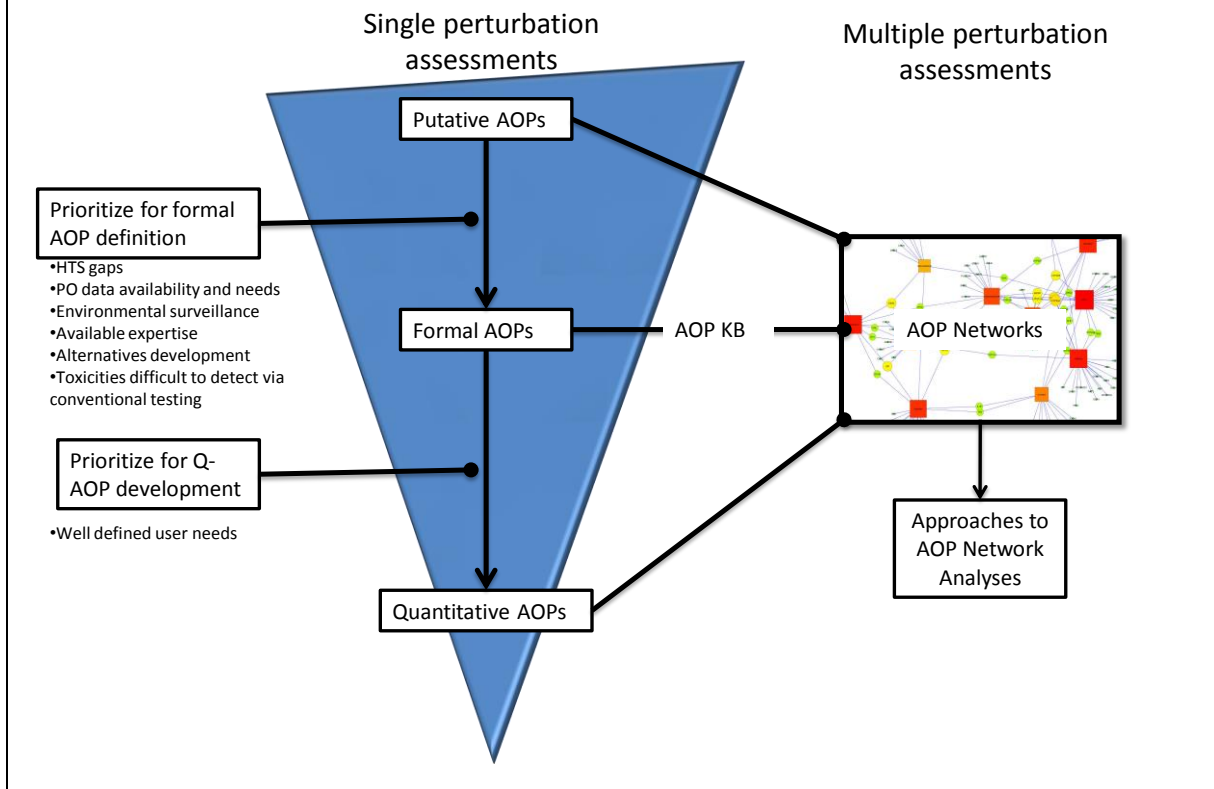 Single perturbation
assessments
Multiple perturbation
assessments
Putative AOPs
Prioritize for formal
AOP definition
•HTS gaps
•PO data availability and needs
•Environmental surveillance
•Available expertise
•Alternatives development
•Toxicities difficult to detect via
conventional testing
Formal AOPs
AOP KB
AOP Networks
Prioritize for Q-
AOP development
•Well defined user needs
Quantitative AOPs
Approaches to
AOP Network
Analyses